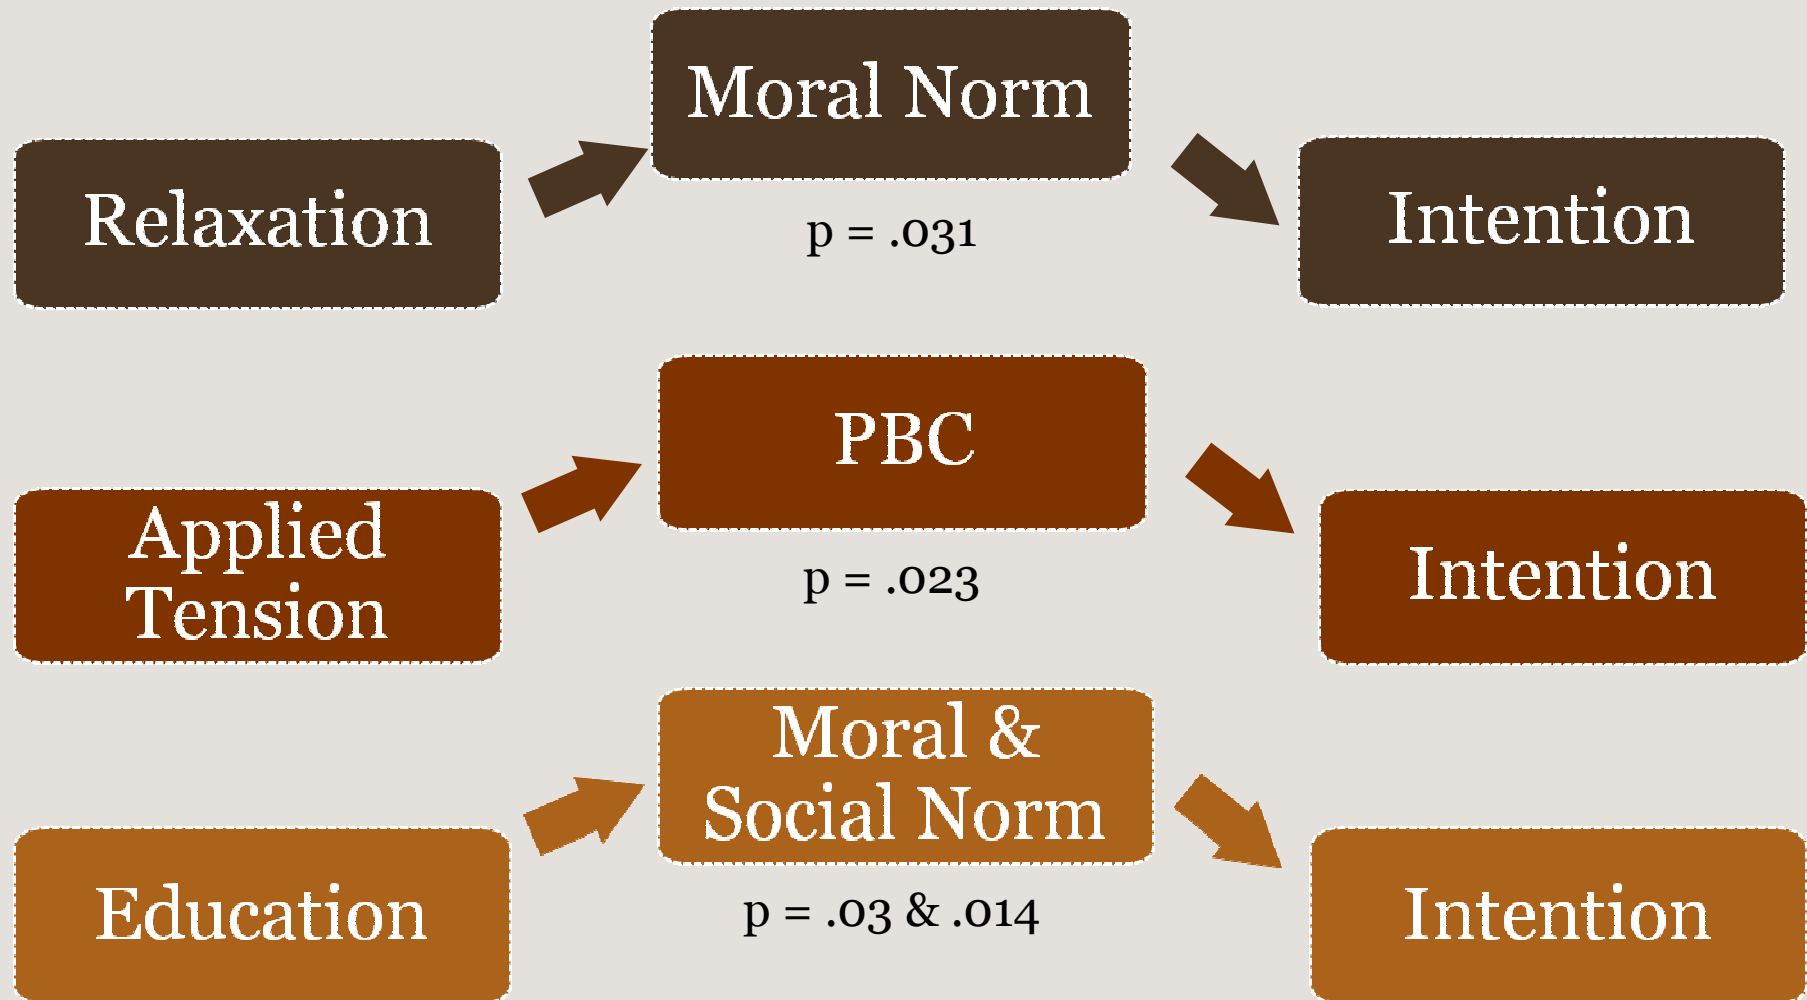 Relaxation
Moral Norm
p = .031
Intention
Applied
Tension
PBC
p = .023
Intention
Education
Moral &
Social Norm
p = .03 & .014
Intention